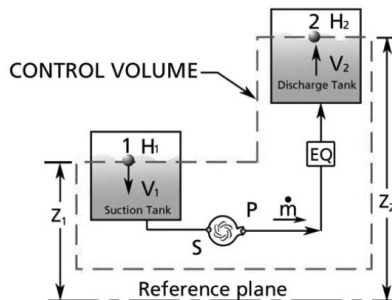 2 H₂
V₂
Discharge Tank
CONTROL VOLUME
EQ
1 H₁
V₁
Suction Tank
Z₁
Z₂
P
ṁ
S
Reference plane